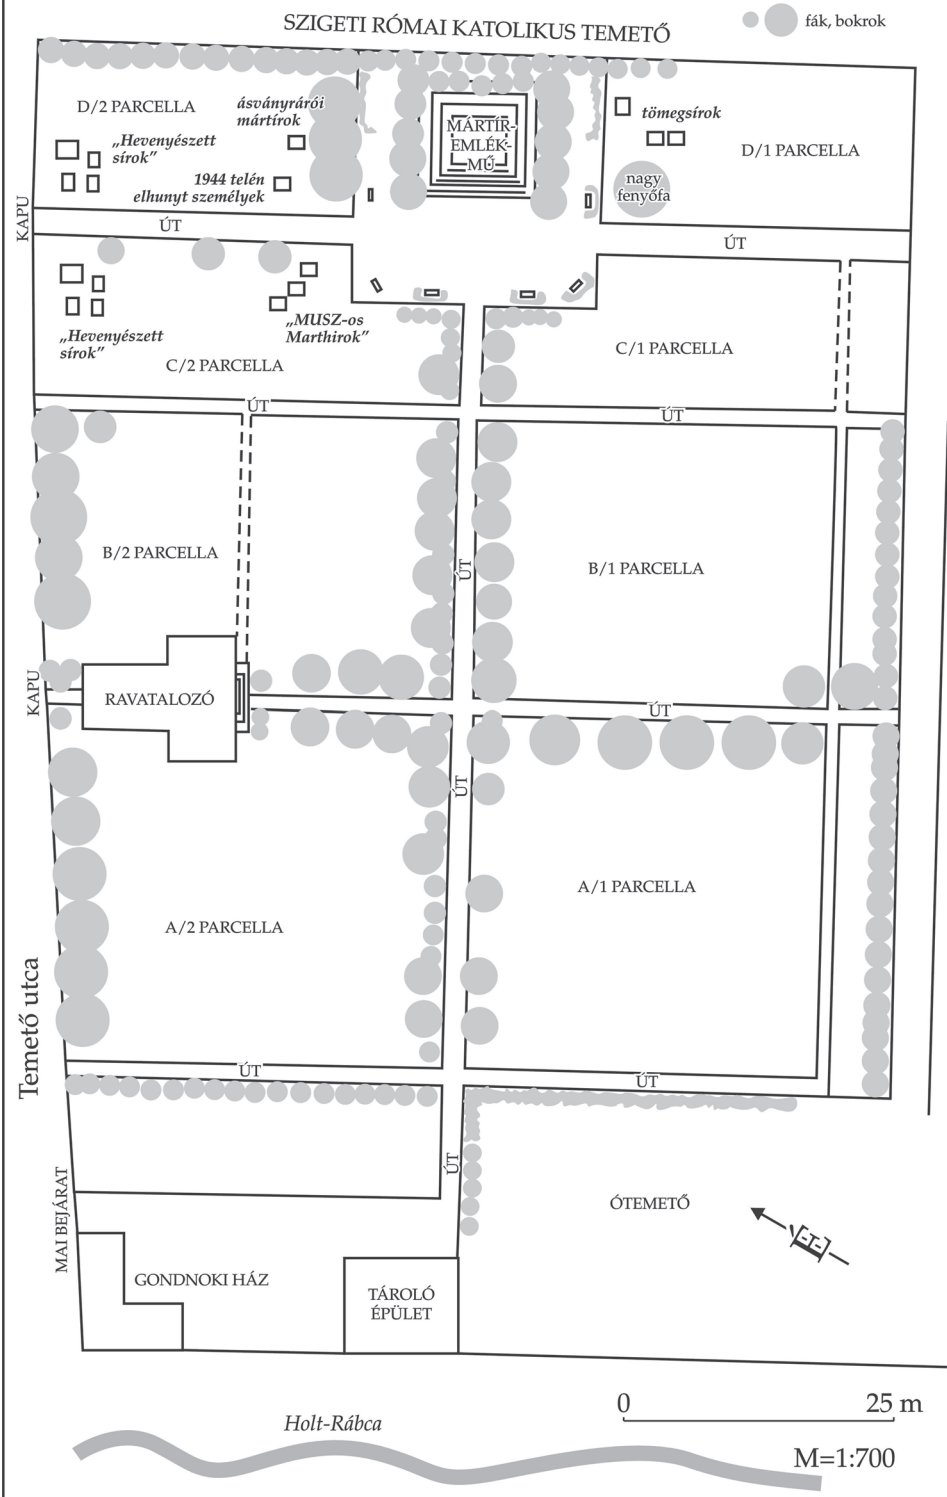 SZIGETI RÓMAI KATOLIKUS TEMETŐ
fák, bokrok
D/2 PARCELLA
ásványrárói
mártírok
„Hevenyészett
sírok”
1944 telén
elhunyt személyek
MÁRTÍR-
EMLÉK-
MŰ
tömegsírok
D/1 PARCELLA
nagy
fenyőfa
KAPU
ÚT
ÚT
„Hevenyészett
sírok”
„MUSZ-os
Marthirok”
C/2 PARCELLA
C/1 PARCELLA
ÚT
ÚT
B/2 PARCELLA
ÚT
B/1 PARCELLA
KAPU
RAVATALOZÓ
ÚT
ÚT
A/1 PARCELLA
A/2 PARCELLA
Temető utca
ÚT
ÚT
ÚT
MAI BEJÁRAT
ÓTEMETŐ
É
GONDNOKI HÁZ
TÁROLÓ
ÉPÜLET
0 25 m
Holt-Rábca
M=1:700